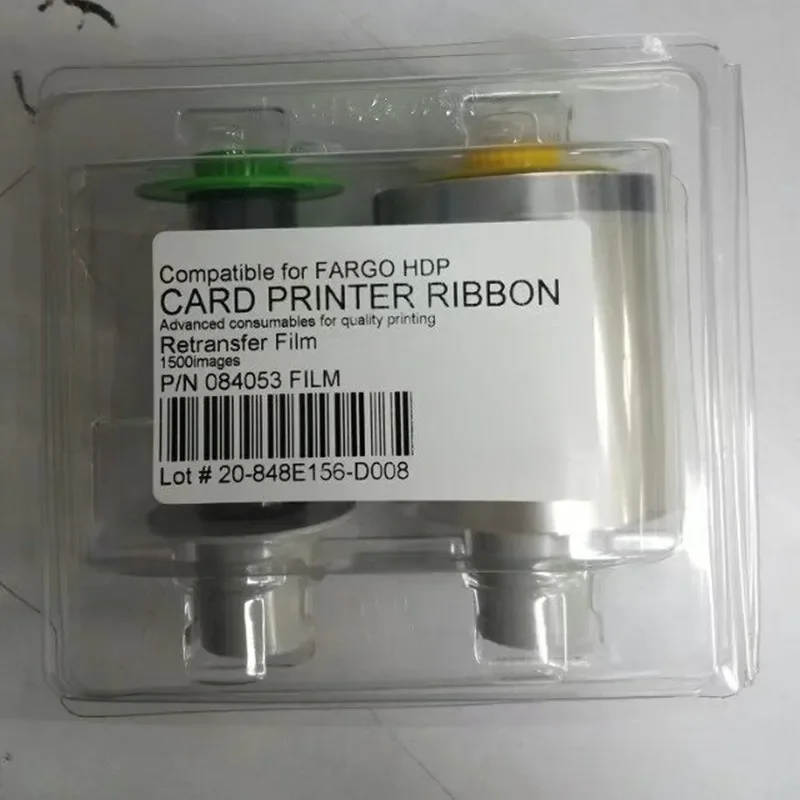 Compatible for FARGO HDP
CARD PRINTER RIBBON
Advanced consumables for quality printing
Retransfer Film
1500images
P/N 084053 FILM
Lot # 20-848E156-D008